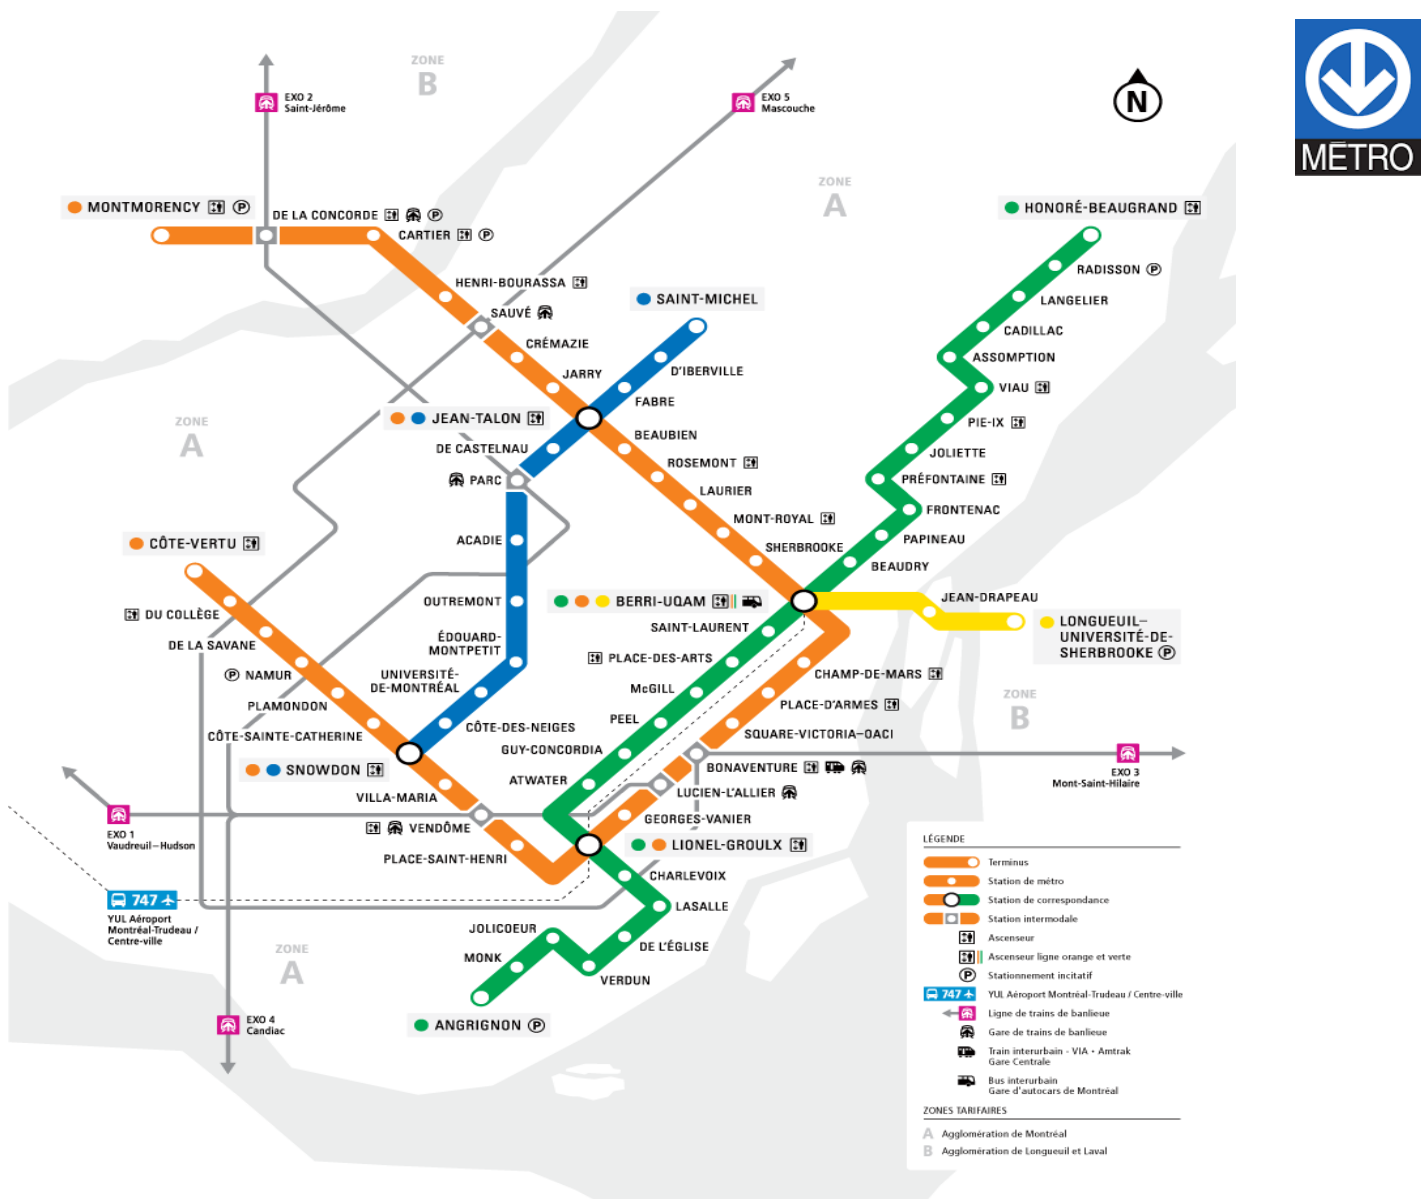 ZONE
B
EXO 2
Saint-Jérôme
EXO 5
Mascouche
N
MÉTRO
ZONE
A
MONTMORENCY P
DE LA CONCORDE P
CARTIER P
HONORÉ-BEAUGRAND
RADISSON P
HENRI-BOURASSA
LANGELIER
SAINT-MICHEL
SAUVÉ
CADILLAC
CRÉMAZIE
ASSOMPTION
JARRY
D'IBERVILLE
VIAU
FABRE
ZONE
A
JEAN-TALON
PIE-IX
BEAUBIEN
DE CASTELNAU
JOLIETTE
ROSEMONT
PARC
PRÉFONTAINE
LAURIER
FRONTENAC
MONT-ROYAL
CÔTE-VERTU
ACADIE
PAPINEAU
SHERBROOKE
BEAUDRY
OUTREMONT
BERRI-UQAM
JEAN-DRAPEAU
DU COLLÈGE
SAINT-LAURENT
LONGUEUIL–
UNIVERSITÉ-DE-
SHERBROOKE P
DE LA SAVANE
ÉDOUARD-
MONTPETIT
PLACE-DES-ARTS
P NAMUR
UNIVERSITÉ-
DE-MONTRÉAL
CHAMP-DE-MARS
McGILL
ZONE
B
PLAMONDON
PLACE-D'ARMES
PEEL
CÔTE-SAINTE-CATHERINE
CÔTE-DES-NEIGES
SQUARE-VICTORIA–OACI
GUY-CONCORDIA
SNOWDON
BONAVENTURE
EXO 3
Mont-Saint-Hilaire
ATWATER
LUCIEN-L'ALLIER
VILLA-MARIA
GEORGES-VANIER
EXO 1
Vaudreuil–Hudson
VENDÔME
LIONEL-GROULX
PLACE-SAINT-HENRI
CHARLEVOIX
747
YUL Aéroport
Montréal-Trudeau /
Centre-ville
LASALLE
JOLICOEUR
DE L'ÉGLISE
MONK
ZONE
A
VERDUN
EXO 4
Candiac
ANGRIGNON P
LÉGENDE
Terminus
Station de métro
Station de correspondance
Station intermodale
Ascenseur
Ascenseur ligne orange et verte
P Stationnement incitatif
747 YUL Aéroport Montréal-Trudeau / Centre-ville
Ligne de trains de banlieue
Gare de trains de banlieue
Train interurbain - VIA • Amtrak
Gare Centrale
Bus interurbain
Gare d'autocars de Montréal
ZONES TARIFAIRES
A Agglomération de Montréal
B Agglomération de Longueuil et Laval